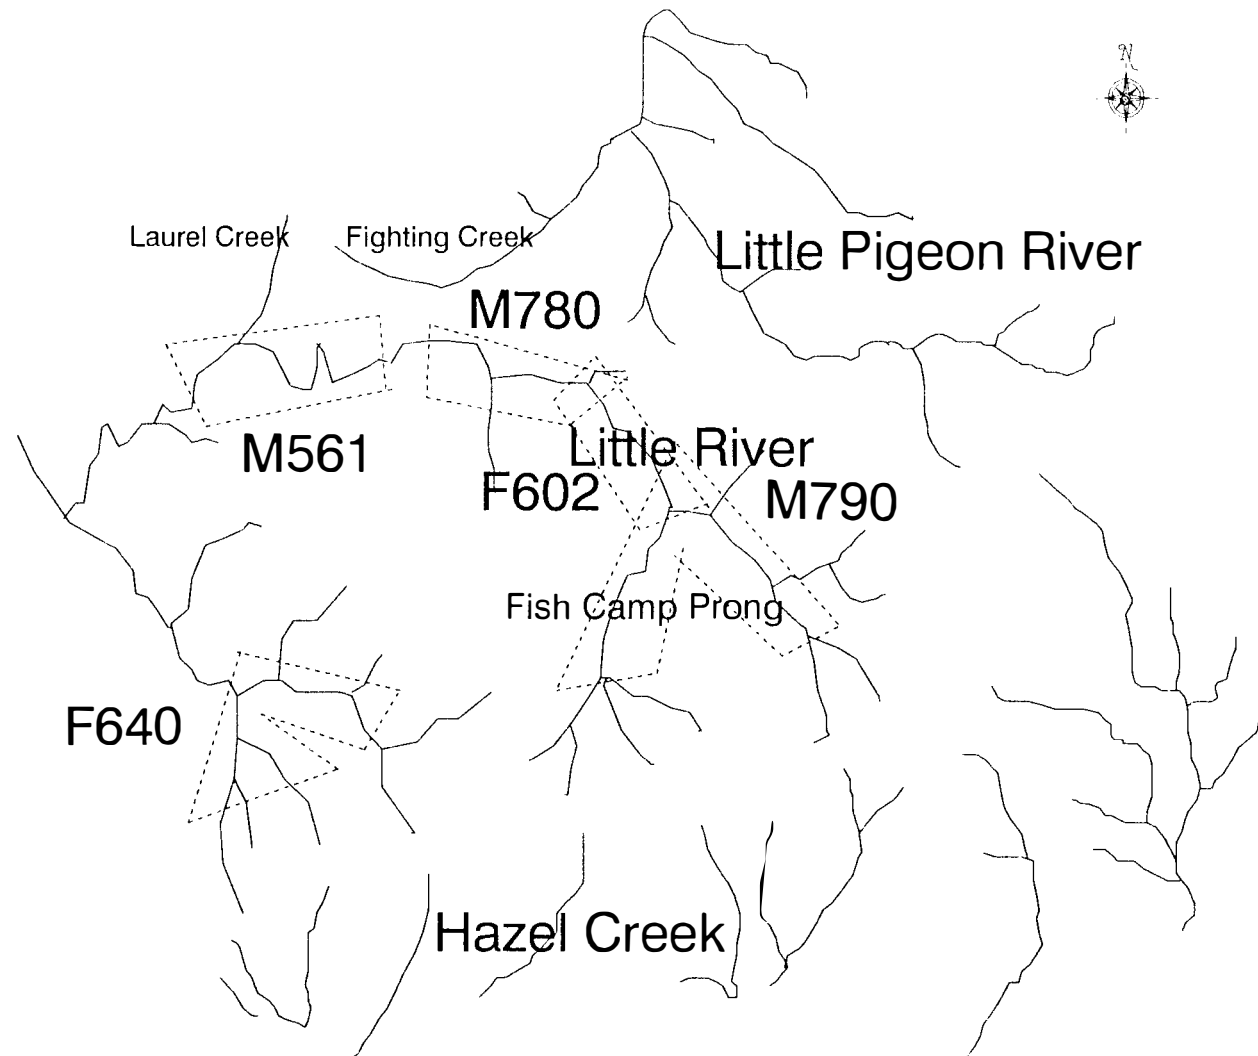 N
Laurel Creek
Fighting Creek
Little Pigeon River
M780
M561
Little River
F602
M790
Fish Camp Prong
F640
Hazel Creek